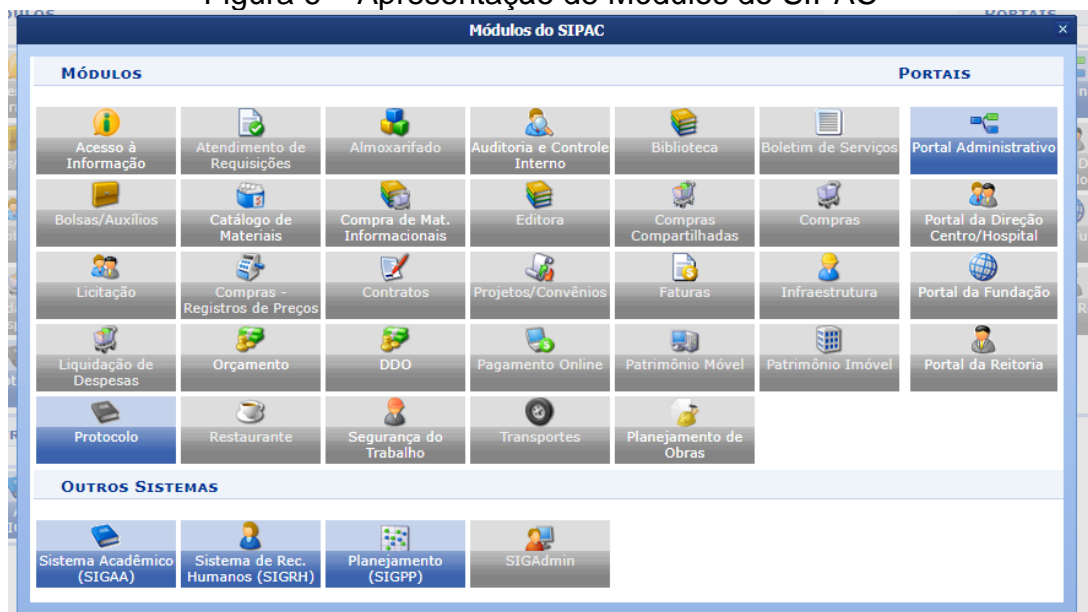 Módulos do SIPAC
MÓDULOS
PORTAIS
Acesso à
Informação
Atendimento de
Requisições
Almoxarifado
Auditoria e Controle
Interno
Biblioteca
Boletim de Serviços
Portal Administrativo
Bolsas/Auxílios
Catálogo de
Materiais
Compra de Mat.
Informacionais
Editora
Compras
Compartilhadas
Compras
Portal da Direção
Centro/Hospital
Licitação
Compras -
Registros de Preços
Contratos
Projetos/Convênios
Faturas
Infraestrutura
Portal da Fundação
Liquidação de
Despesas
Orçamento
DDO
Pagamento Online
Patrimônio Móvel
Patrimônio Imóvel
Portal da Reitoria
Protocolo
Restaurante
Segurança do
Trabalho
Transportes
Planejamento de
Obras
OUTROS SISTEMAS
Sistema Acadêmico
(SIGAA)
Sistema de Rec.
Humanos (SIGRH)
Planejamento
(SIGPP)
SIGAdmin